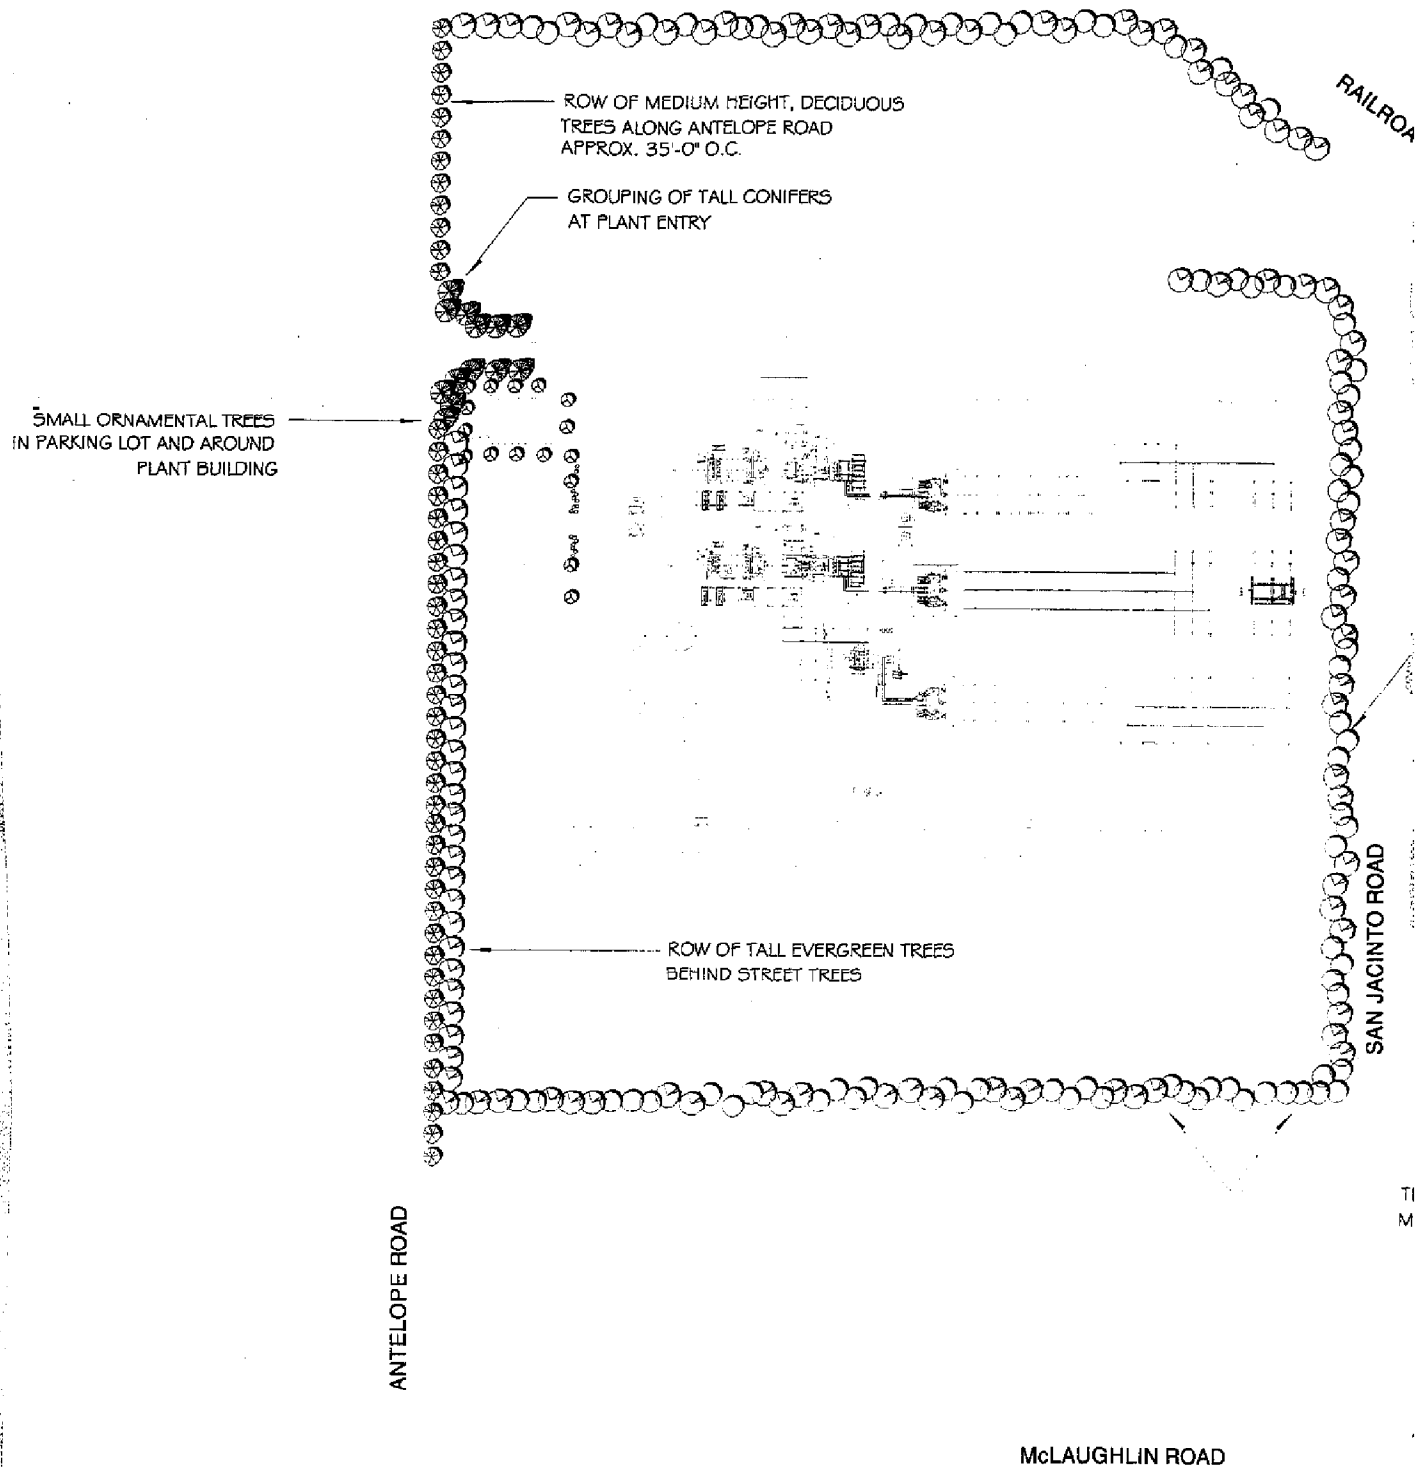 RAILROA
ROW OF MEDIUM HEIGHT, DECIDUOUS
TREES ALONG ANTELOPE ROAD
APPROX. 35'-0" O.C.
GROUPING OF TALL CONIFERS
AT PLANT ENTRY
SMALL ORNAMENTAL TREES
IN PARKING LOT AND AROUND
PLANT BUILDING
ROW OF TALL EVERGREEN TREES
BEHIND STREET TREES
SAN JACINTO ROAD
TI
M
ANTELOPE ROAD
McLAUGHLIN ROAD